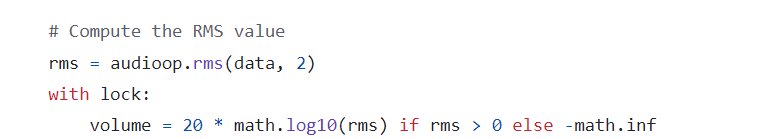 # Compute the RMS value
rms = audioop.rms(data, 2)
with lock:
    volume = 20 * math.log10(rms) if rms > 0 else -math.inf